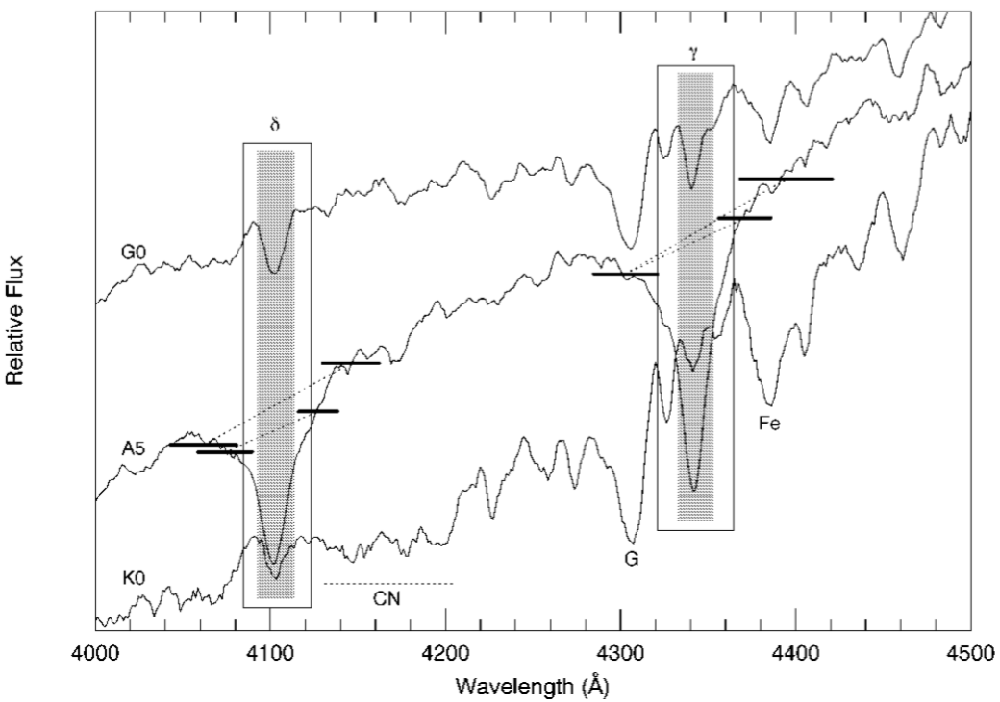 γ
δ
G0
A5
K0
Fe
G
CN
4000 4100 4200 4300 4400 4500
Wavelength (Å)
Relative Flux